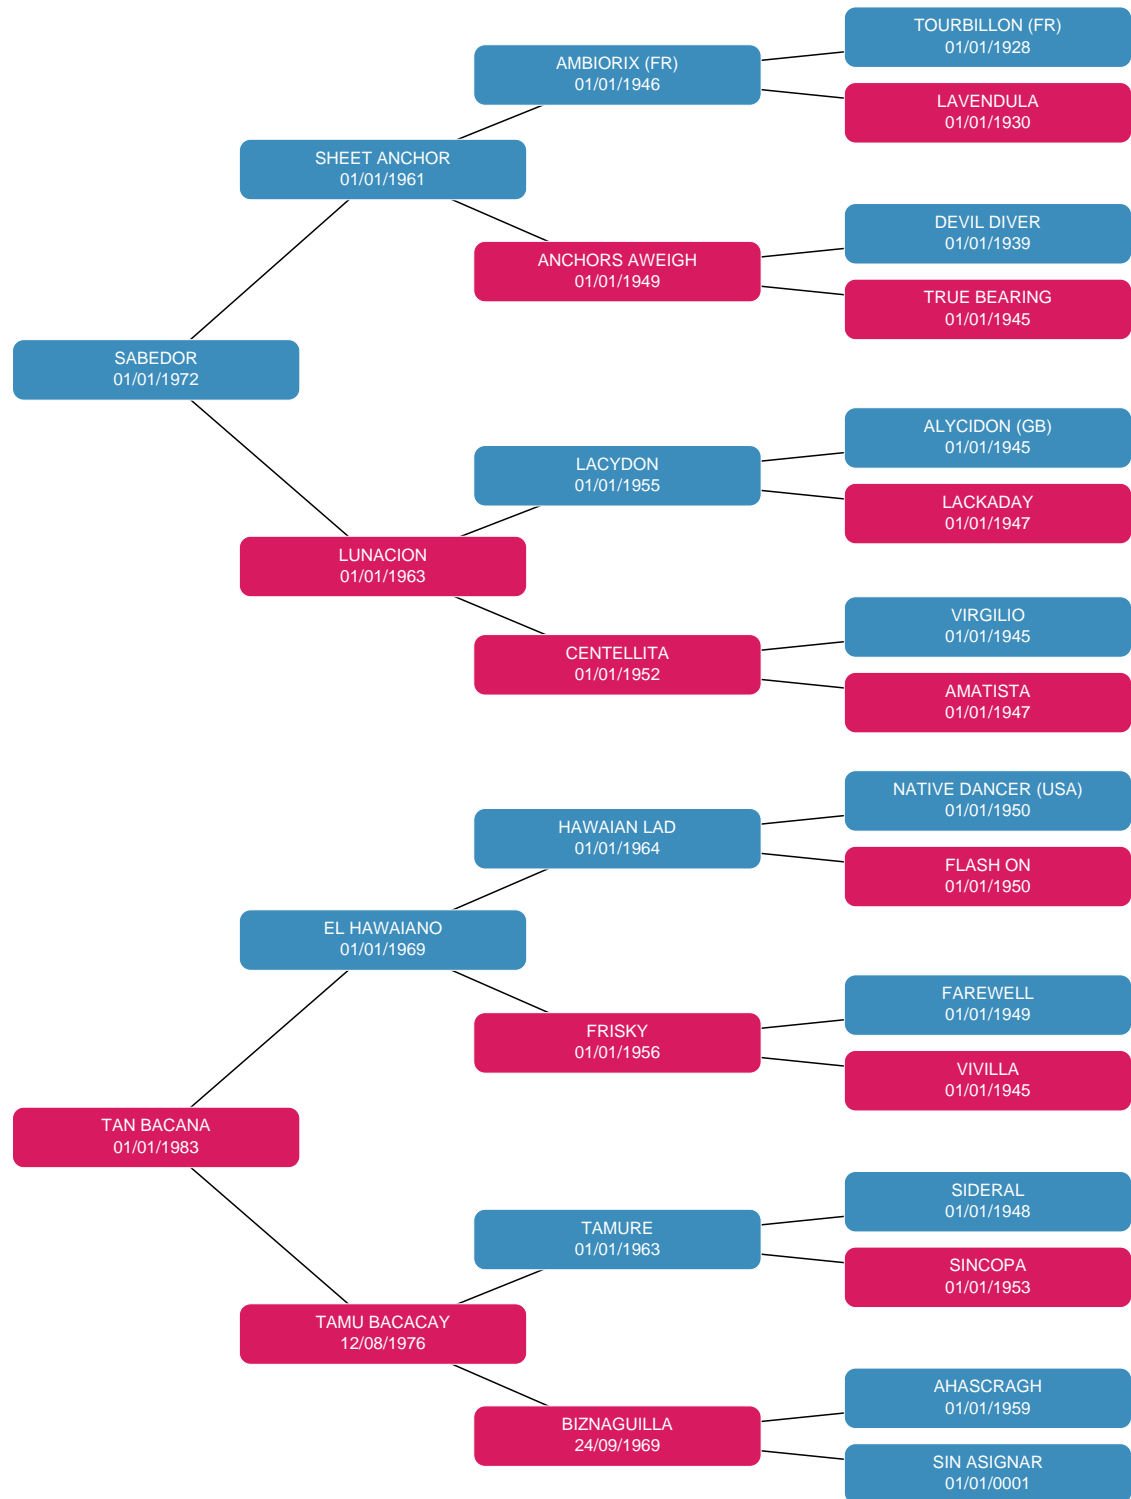 TOURBILLON (FR)
01/01/1928
AMBIORIX (FR)
01/01/1946
LAVENDULA
01/01/1930
SHEET ANCHOR
01/01/1961
DEVIL DIVER
01/01/1939
ANCHORS AWEIGH
01/01/1949
TRUE BEARING
01/01/1945
SABEDOR
01/01/1972
ALYCIDON (GB)
01/01/1945
LACYDON
01/01/1955
LACKADAY
01/01/1947
LUNACION
01/01/1963
VIRGILIO
01/01/1945
CENTELLITA
01/01/1952
AMATISTA
01/01/1947
NATIVE DANCER (USA)
01/01/1950
HAWAIAN LAD
01/01/1964
FLASH ON
01/01/1950
EL HAWAIANO
01/01/1969
FAREWELL
01/01/1949
FRISKY
01/01/1956
VIVILLA
01/01/1945
TAN BACANA
01/01/1983
SIDERAL
01/01/1948
TAMURE
01/01/1963
SINCOPA
01/01/1953
TAMU BACACAY
12/08/1976
AHASCRAGH
01/01/1959
BIZNAGUILLA
24/09/1969
SIN ASIGNAR
01/01/0001